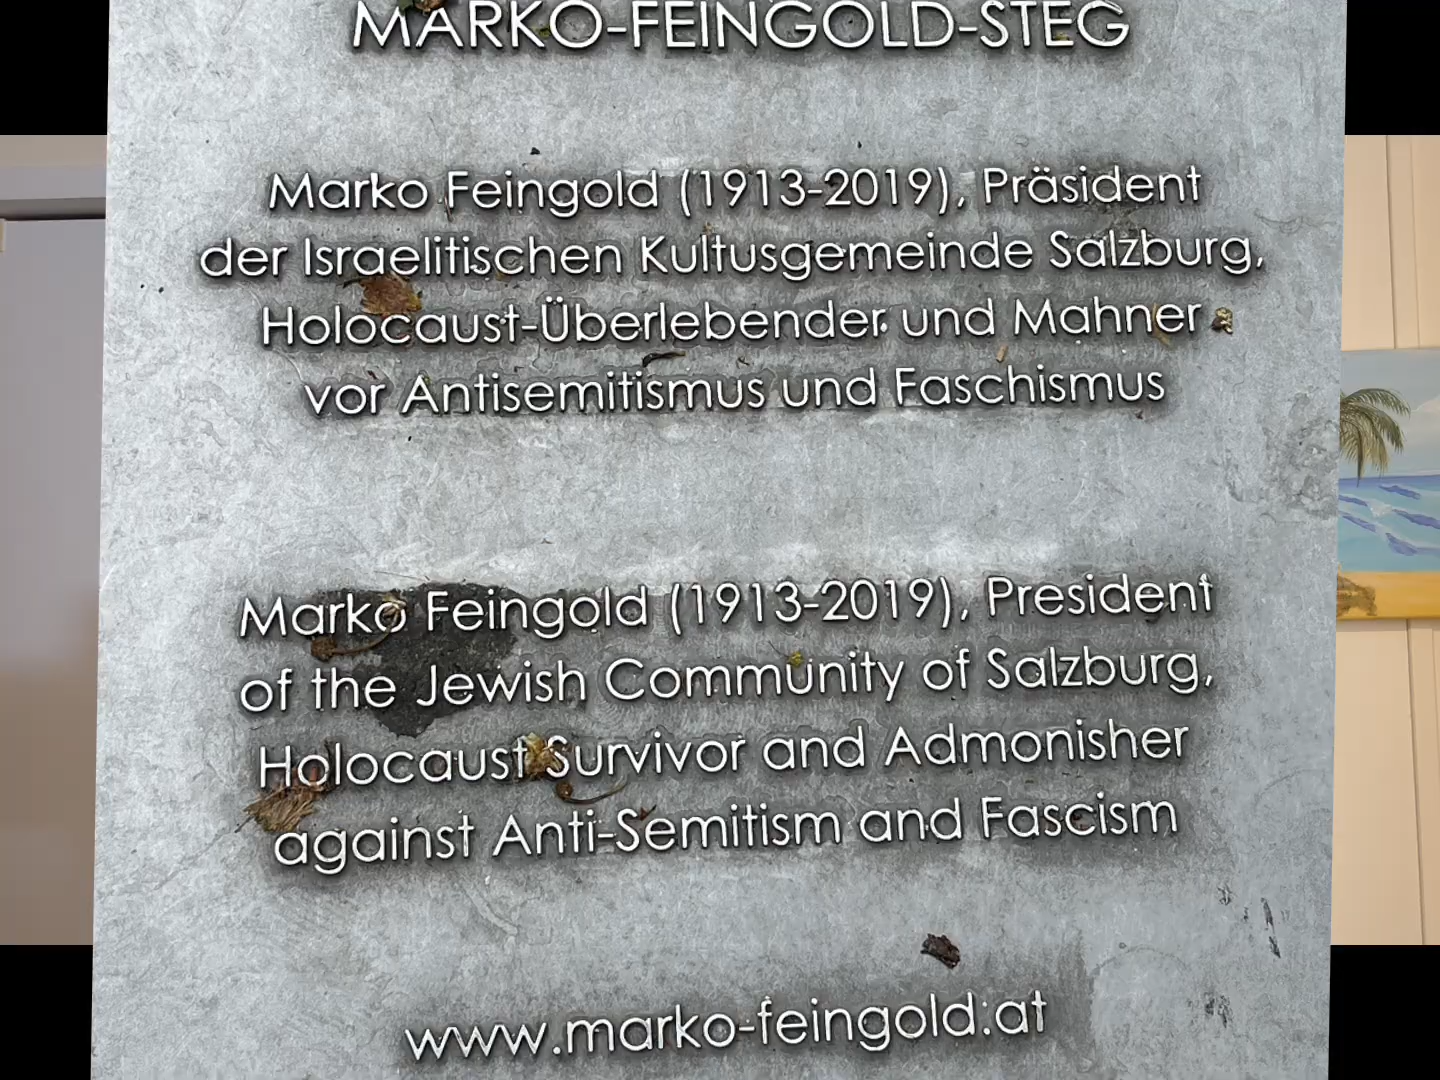 MARKO-FEINGOLD-STEG
Marko Feingold (1913-2019), Präsident
der Israelitischen Kultusgemeinde Salzburg,
Holocaust-Überlebender und Mahner
vor Antisemitismus und Faschismus
Marko Feingold (1913-2019), President
of the Jewish Community of Salzburg,
Holocaust Survivor and Admonisher
against Anti-Semitism and Fascism
www.marko-feingold.at